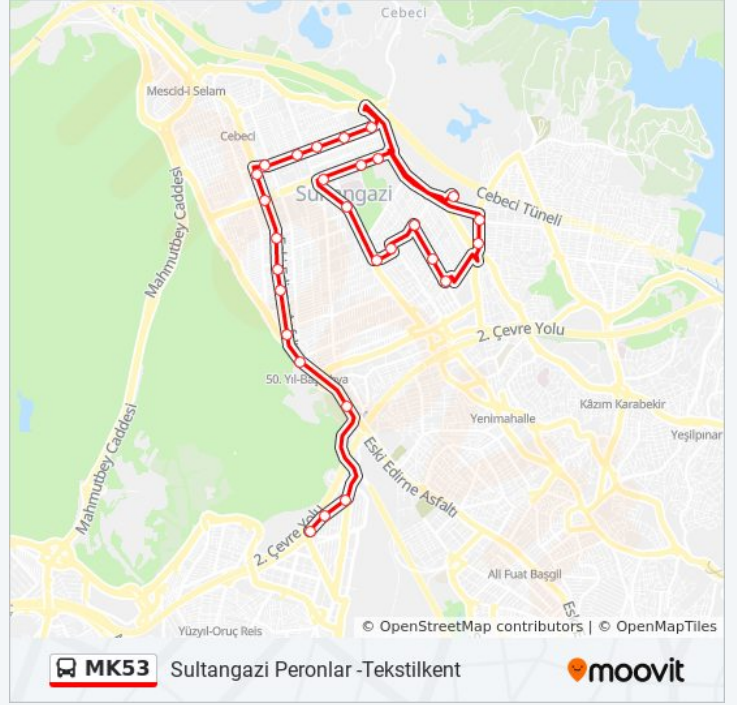 Cebeci
Mescid-i Selam
Cebeci
Sultangazi
Cebeci Tüneli
Mahmutbey Caddesi
2. Çevre Yolu
50. Yıl-Ba
Kâzım Karabekir
Yenimahalle
Yeşilpınar
Mahmutbey Caddesi
Eski Edirne Asfaltı
2. Çevre Yolu
Ali Fuat Başgil
Yüzyıl-Oruç Reis
© OpenStreetMap contributors | © OpenMapTiles
MK53 Sultangazi Peronlar -Tekstilkent
moovit